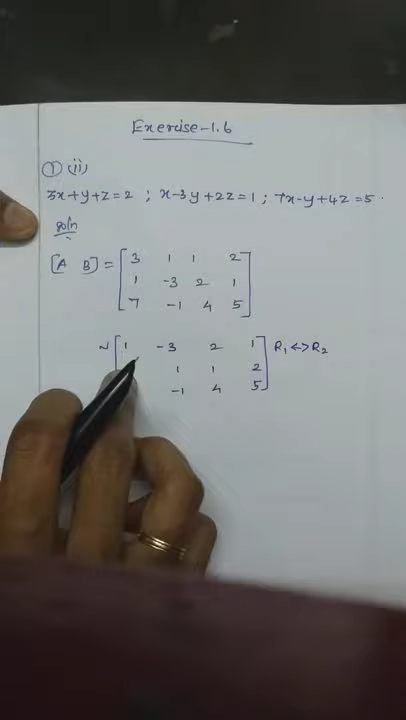 Exercise-1.6
① (ii)
3x+y+z=2 ; x-3y+2z=1 ; 7x-y+4z=5.
soln
[A B] = [3 1 1 2
1 -3 2 1
7 -1 4 5]
~ [1 -3 2 1] R₁↔R₂
1 1 2
-1 4 5